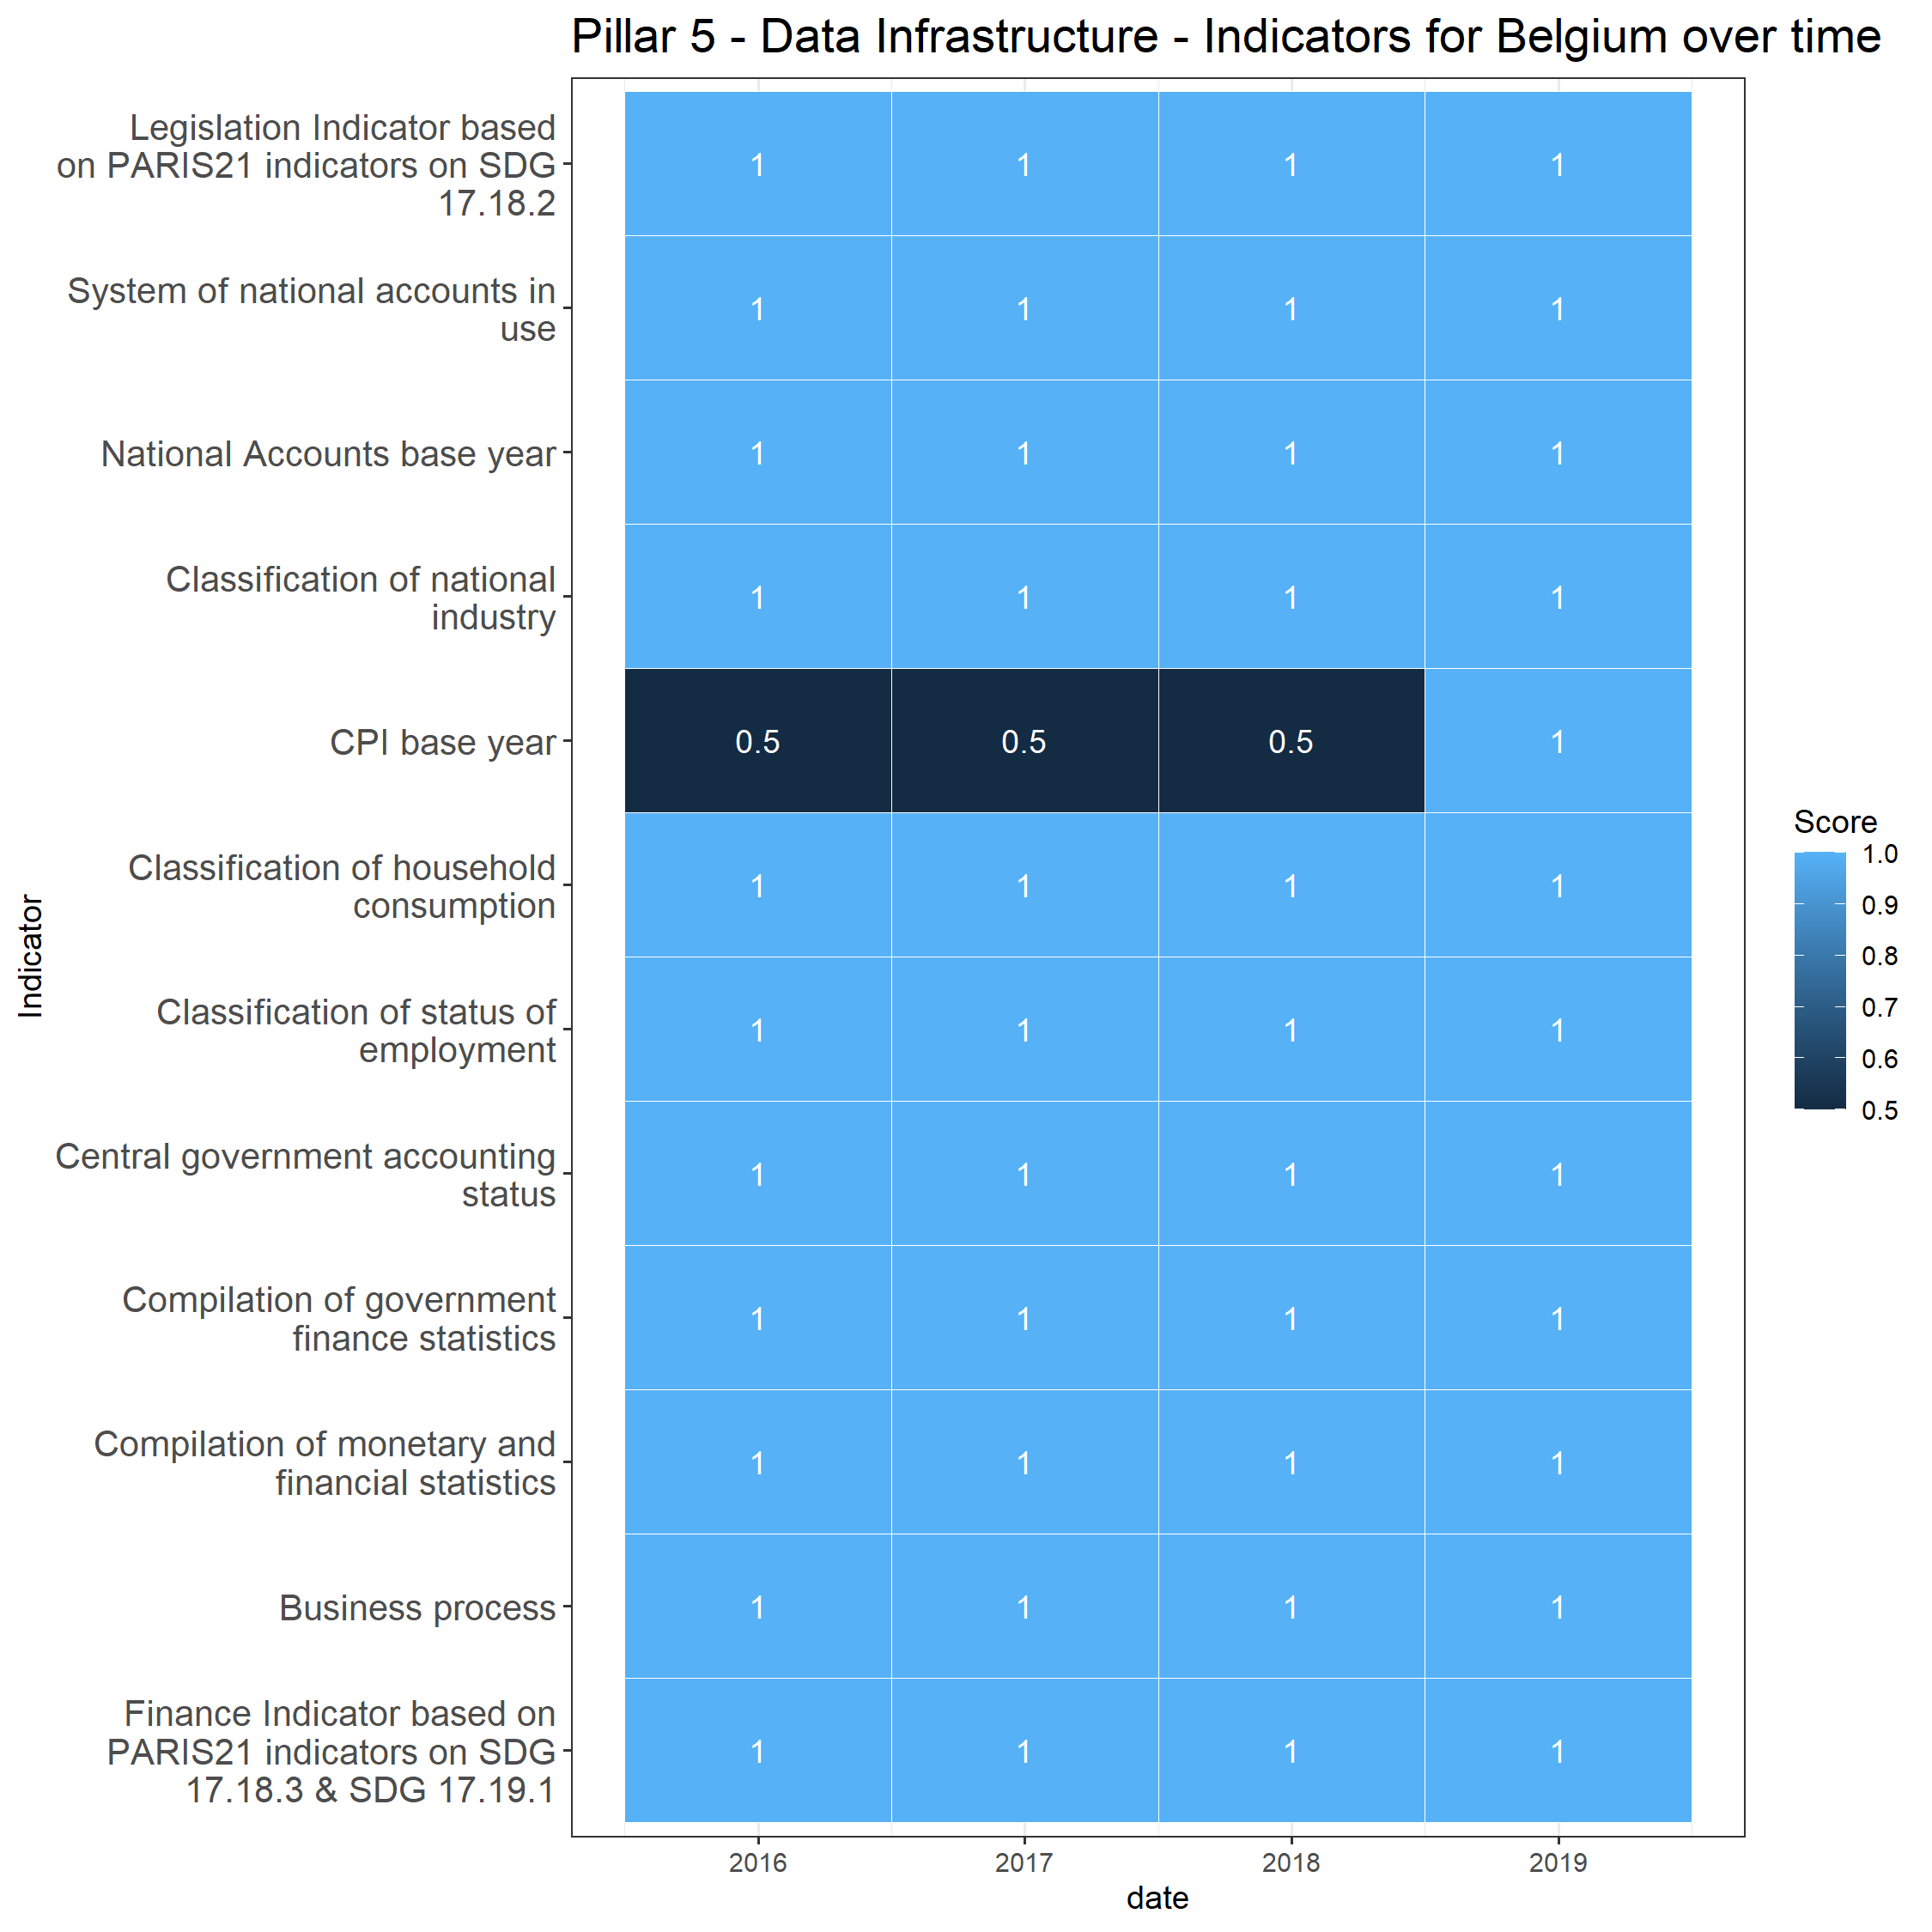 Pillar 5 - Data Infrastructure - Indicators for Belgium over time
Legislation Indicator based
on PARIS21 indicators on SDG
17.18.2
1 1 1 1
System of national accounts in
use
1 1 1 1
National Accounts base year
1 1 1 1
Classification of national
industry
1 1 1 1
CPI base year
0.5 0.5 0.5 1
Classification of household
consumption
1 1 1 1
Classification of status of
employment
1 1 1 1
Central government accounting
status
1 1 1 1
Compilation of government
finance statistics
1 1 1 1
Compilation of monetary and
financial statistics
1 1 1 1
Business process
1 1 1 1
Finance Indicator based on
PARIS21 indicators on SDG
17.18.3 & SDG 17.19.1
1 1 1 1
Indicator
2016 2017 2018 2019
date
Score
1.0
0.9
0.8
0.7
0.6
0.5